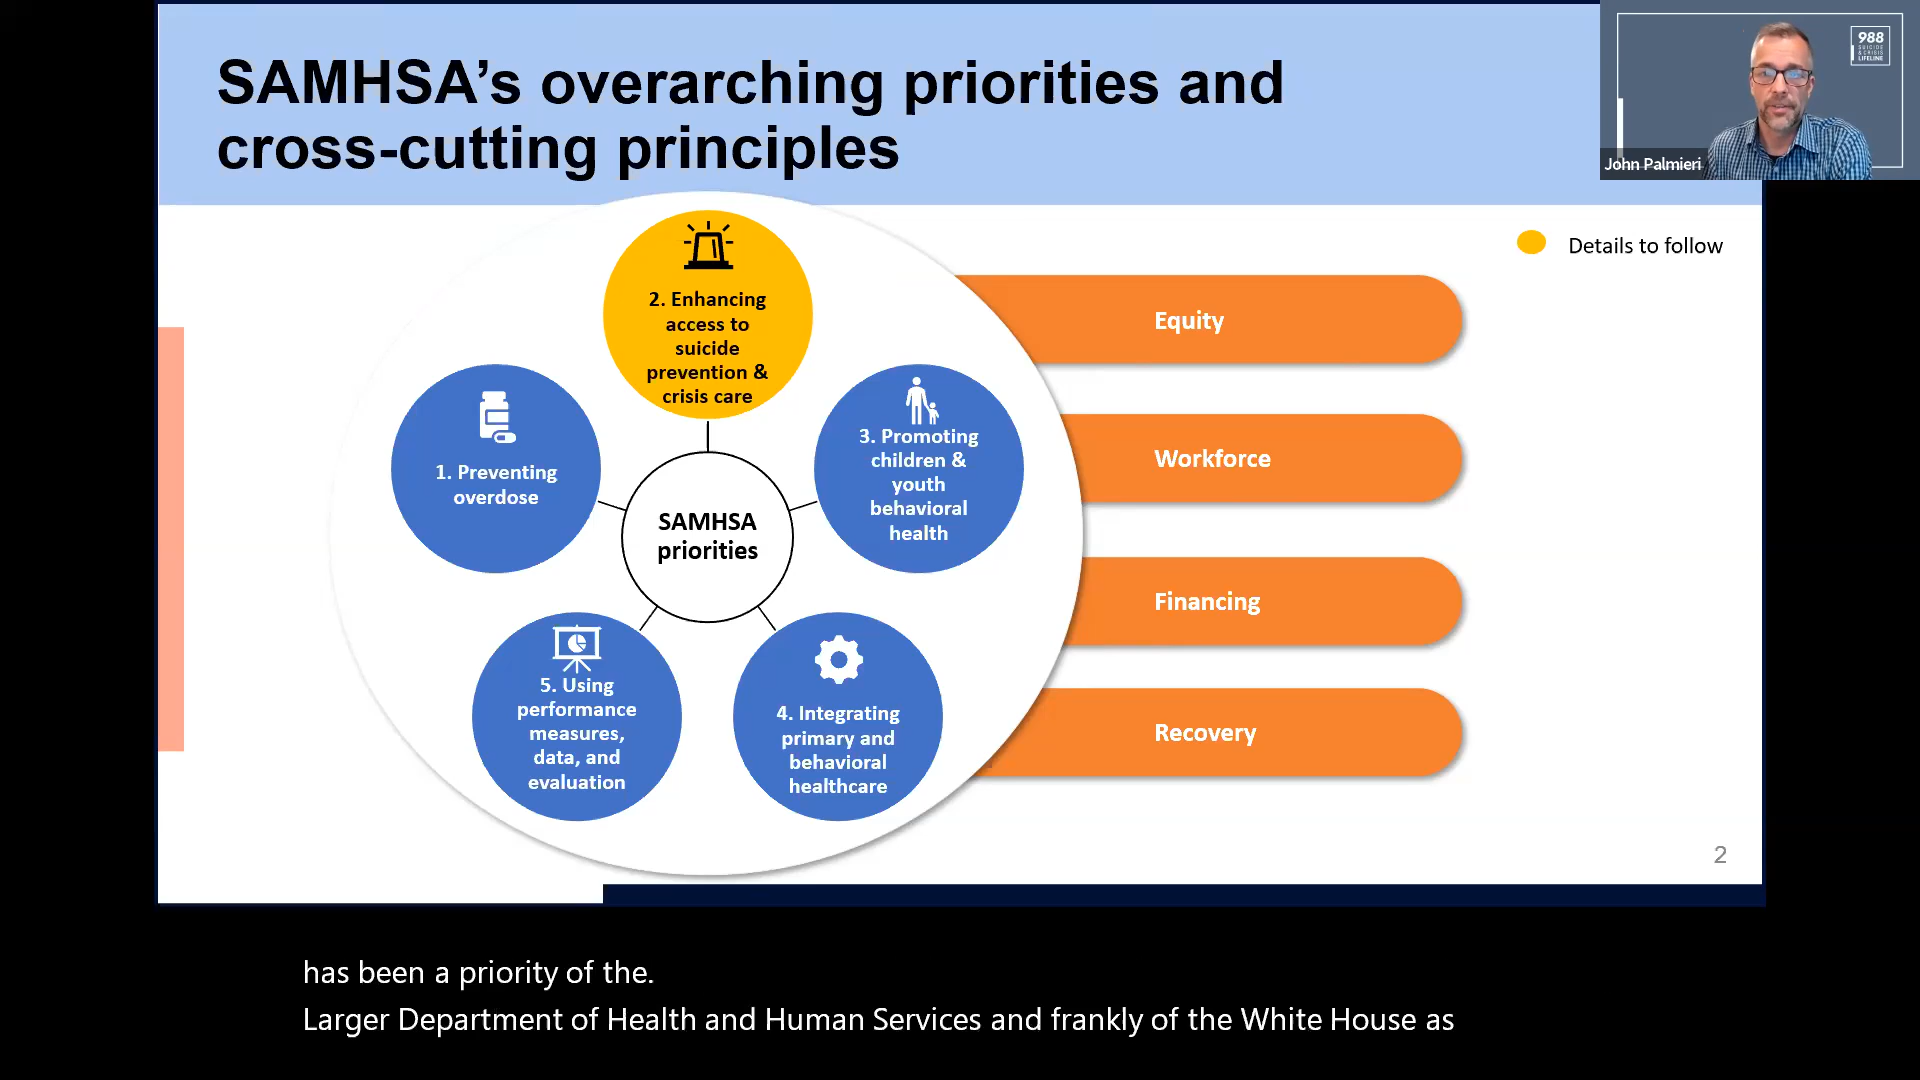 SAMHSA’s overarching priorities and
cross-cutting principles
988
SUICIDE
& CRISIS
LIFELINE
John Palmieri
Details to follow
2. Enhancing
access to
suicide
prevention &
crisis care
1. Preventing
overdose
3. Promoting
children &
youth
behavioral
health
SAMHSA
priorities
5. Using
performance
measures,
data, and
evaluation
4. Integrating
primary and
behavioral
healthcare
Equity
Workforce
Financing
Recovery
2
has been a priority of the.
Larger Department of Health and Human Services and frankly of the White House as